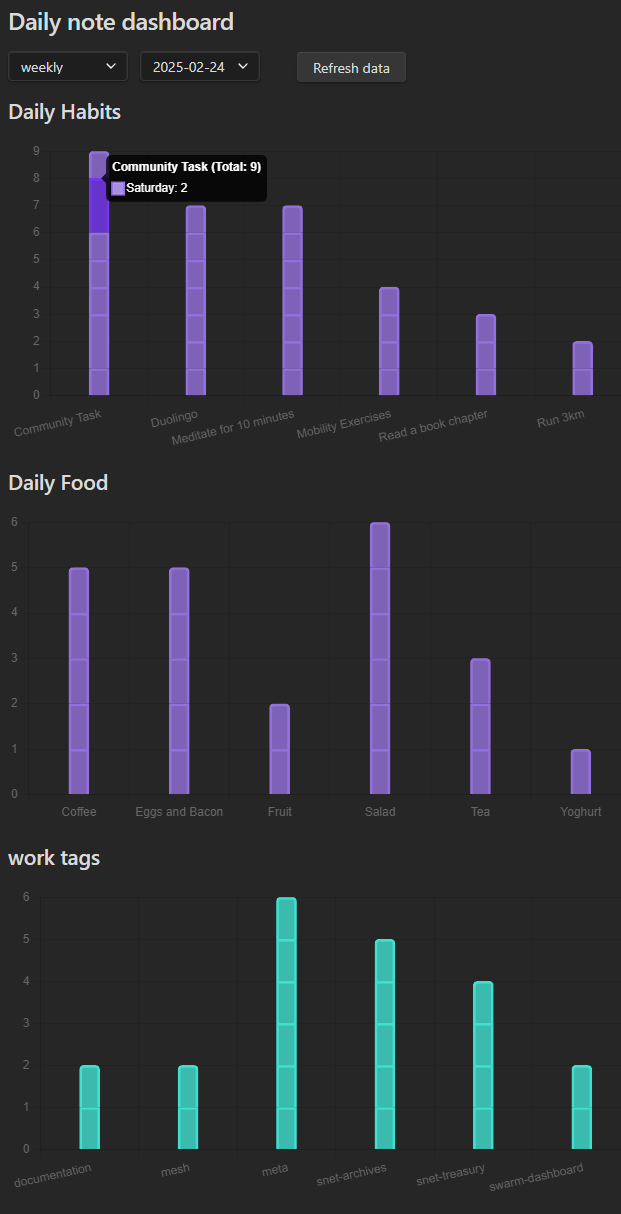 Daily note dashboard
weekly 2025-02-24 Refresh data
Daily Habits
9
8
7
6
5
4
3
2
1
0
Community Task (Total: 9)
Saturday: 2
Community Task Duolingo Meditate for 10 minutes Mobility Exercises Read a book chapter Run 3km
Daily Food
6
5
4
3
2
1
0
Coffee Eggs and Bacon Fruit Salad Tea Yoghurt
work tags
6
5
4
3
2
1
0
documentation mesh meta snet-archives snet-treasury swarm-dashboard